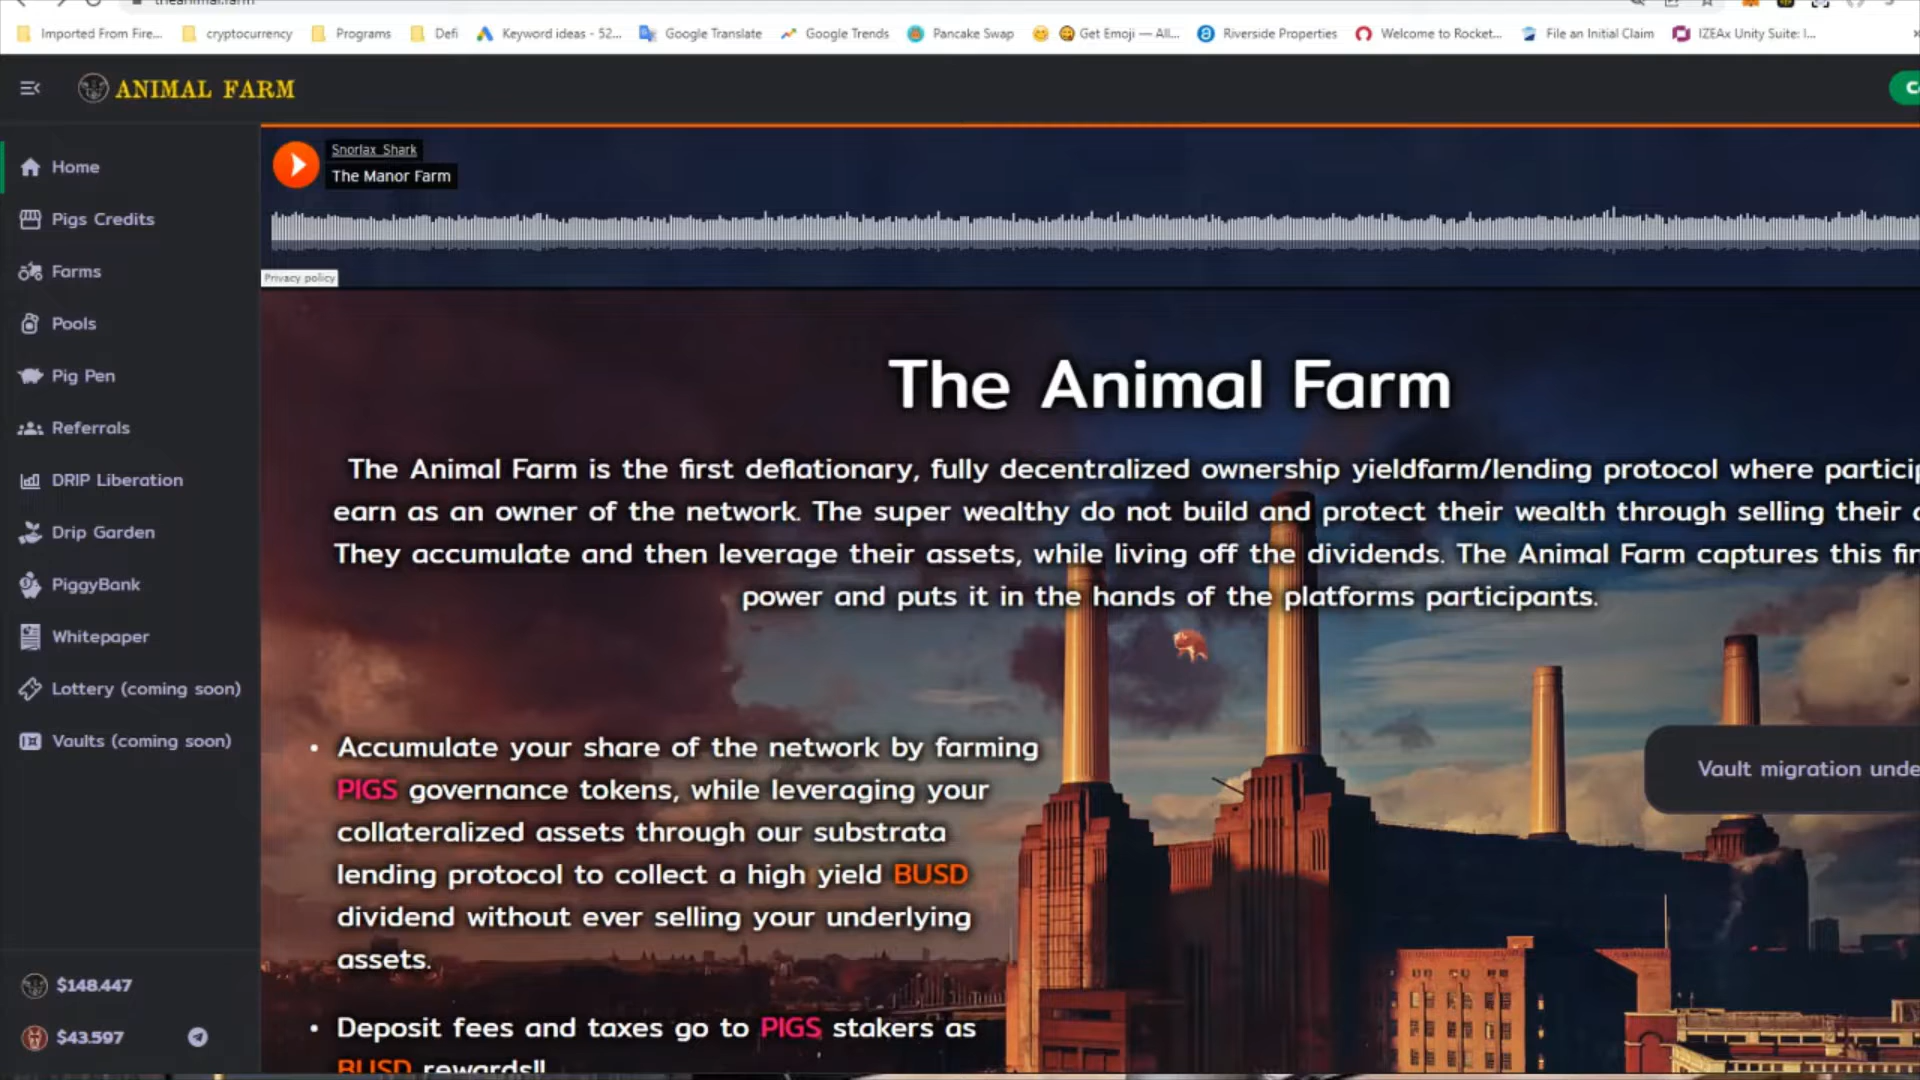 theanimal.farm
Imported From Fire...
cryptocurrency
Programs
Defi
Keyword ideas - 52...
Google Translate
Google Trends
Pancake Swap
Get Emoji — All...
Riverside Properties
Welcome to Rocket...
File an Initial Claim
IZEAx Unity Suite: I...
ANIMAL FARM
Home
Pigs Credits
Farms
Pools
Pig Pen
Referrals
DRIP Liberation
Drip Garden
PiggyBank
Whitepaper
Lottery (coming soon)
Vaults (coming soon)
$148.447
$43.597
Snorlax Shark
The Manor Farm
Privacy policy
The Animal Farm
The Animal Farm is the first deflationary, fully decentralized ownership yieldfarm/lending protocol where
earn as an owner of the network. The super wealthy do not build and protect their wealth through selling their
They accumulate and then leverage their assets, while living off the dividends. The Animal Farm captures this
power and puts it in the hands of the platforms participants.
• Accumulate your share of the network by farming
PIGS governance tokens, while leveraging your
collateralized assets through our substrata
lending protocol to collect a high yield BUSD
dividend without ever selling your underlying
assets.
• Deposit fees and taxes go to PIGS stakers as
BUSD rewards!!
Vault migration